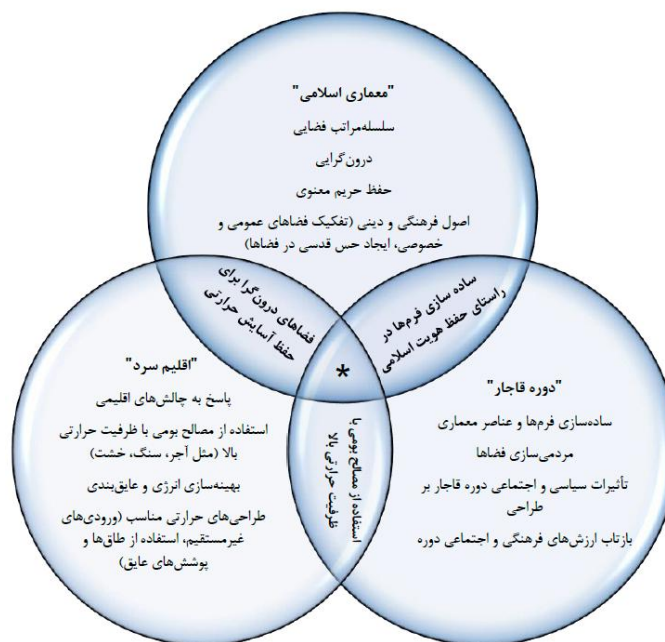 "معماری اسلامی"
سلسله‌مراتب فضایی
درون‌گرایی
حفظ حریم معنوی
اصول فرهنگی و دینی (تفکیک فضاهای عمومی و
خصوصی، ایجاد حس قدسی در فضاها)
ساده سازی فرم‌ها در
راستای حفظ هویت اسلامی
فضاهای درون‌گرا برای
حفظ آسایش حرارتی
*
"دوره قاجار"
ساده‌سازی فرم‌ها و عناصر معماری
مردمی‌سازی فضاها
تأثیرات سیاسی و اجتماعی دوره قاجار بر
طراحی
بازتاب ارزش‌های فرهنگی و اجتماعی دوره
استفاده از مصالح بومی با
ظرفیت حرارتی بالا
"اقلیم سرد"
پاسخ به چالش‌های اقلیمی
استفاده از مصالح بومی با ظرفیت حرارتی
بالا (مثل آجر، سنگ، خشت)
بهینه‌سازی انرژی و عایق‌بندی
طراحی‌های حرارتی مناسب (ورودی‌های
غیرمستقیم، استفاده از طاق‌ها و
پوشش‌های عایق)